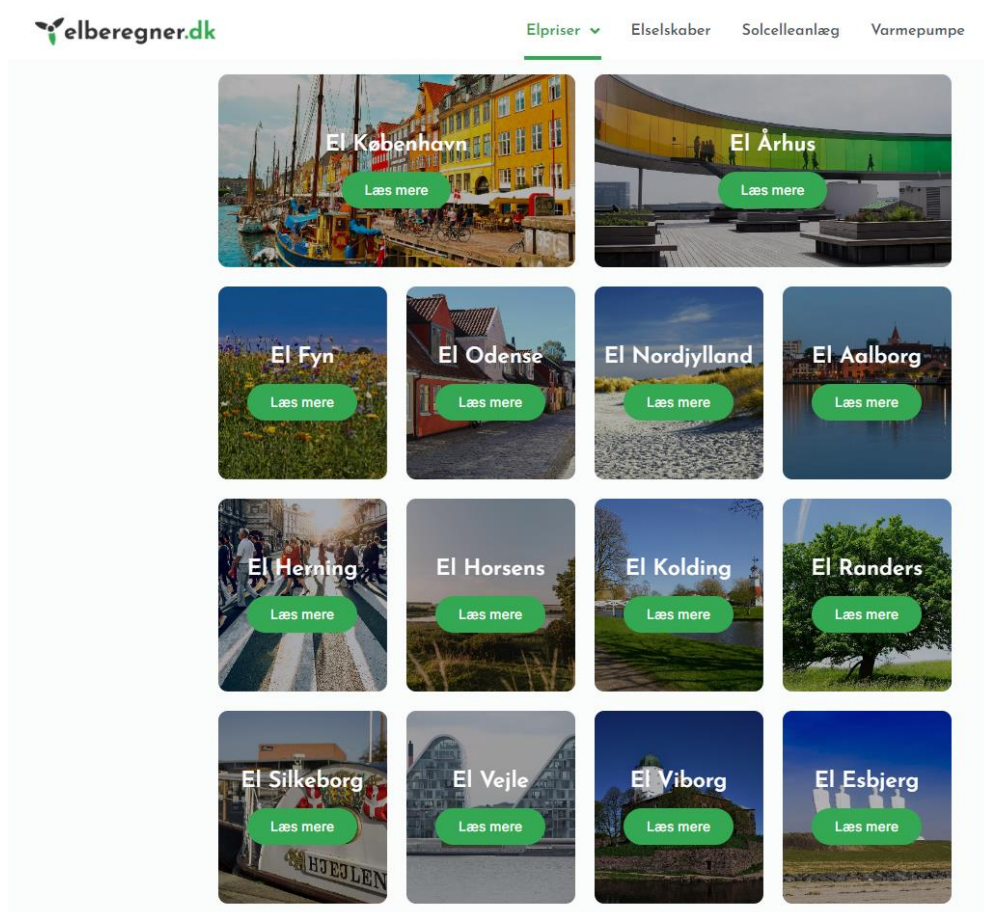 elberegner.dk
Elpriser Elselskaber Solcelleanlæg Varmepumpe
El København
Læs mere
El Århus
Læs mere
El Fyn
Læs mere
El Odense
Læs mere
El Nordjylland
Læs mere
El Aalborg
Læs mere
El Herning
Læs mere
El Horsens
Læs mere
El Kolding
Læs mere
El Randers
Læs mere
El Silkeborg
Læs mere
HJEJLEN
El Vejle
Læs mere
El Viborg
Læs mere
El Esbjerg
Læs mere